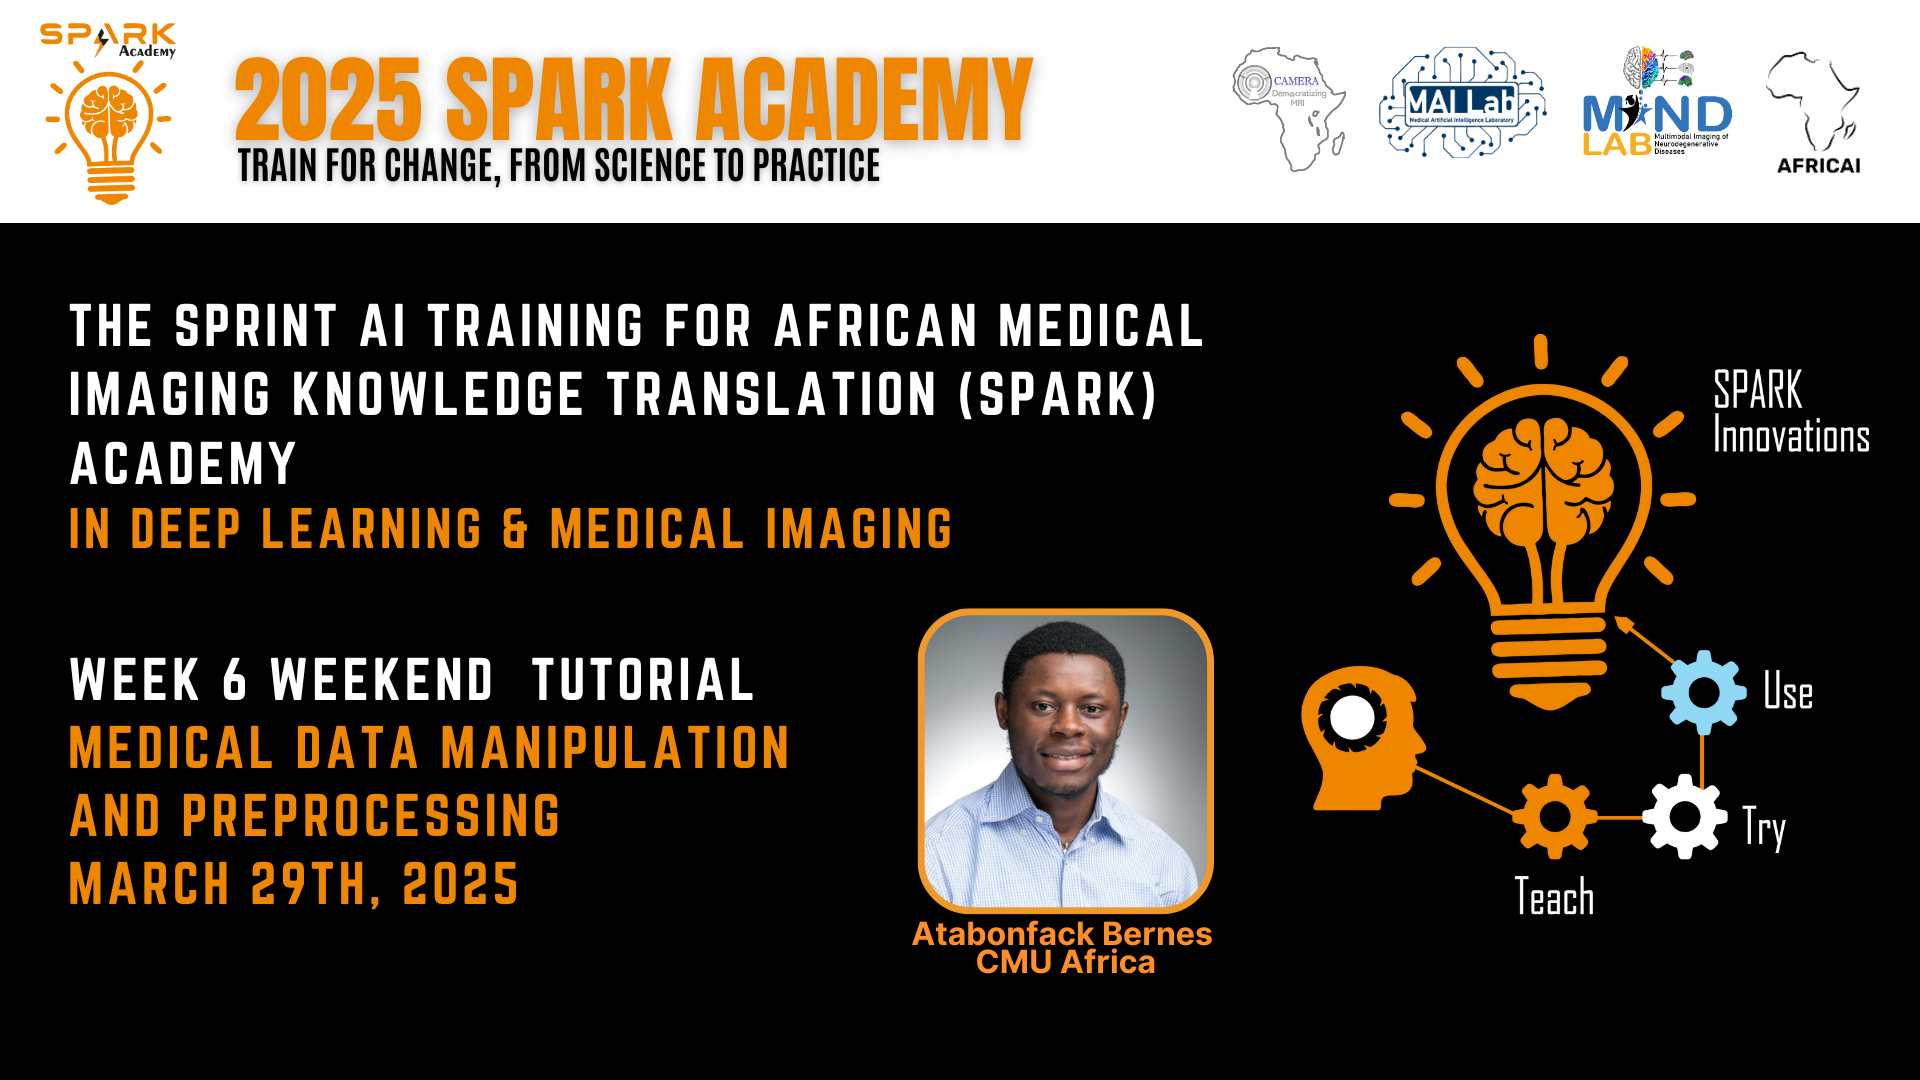 SPARK
Academy
2025 SPARK ACADEMY
TRAIN FOR CHANGE, FROM SCIENCE TO PRACTICE
CAMERA
Democratizing
MRI
MAI Lab
Medical Artificial Intelligence Laboratory
MIND
LAB
Multimodal Imaging of
Neurodegenerative
Diseases
AFRICAI
THE SPRINT AI TRAINING FOR AFRICAN MEDICAL
IMAGING KNOWLEDGE TRANSLATION (SPARK)
ACADEMY
IN DEEP LEARNING & MEDICAL IMAGING
SPARK
Innovations
WEEK 6 WEEKEND TUTORIAL
MEDICAL DATA MANIPULATION
AND PREPROCESSING
MARCH 29TH, 2025
Atabonfack Bernes
CMU Africa
Use
Try
Teach